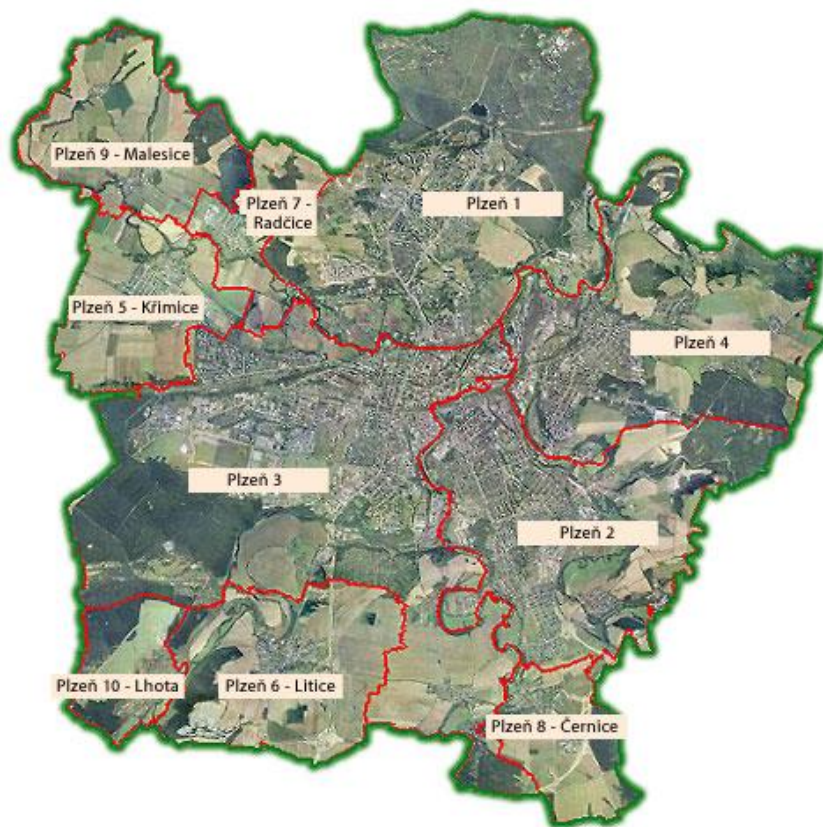 Plzeň 9 - Malesice
Plzeň 7 -
Radčice
Plzeň 1
Plzeň 5 - Křimice
Plzeň 4
Plzeň 3
Plzeň 2
Plzeň 10 - Lhota
Plzeň 6 - Litice
Plzeň 8 - Černice